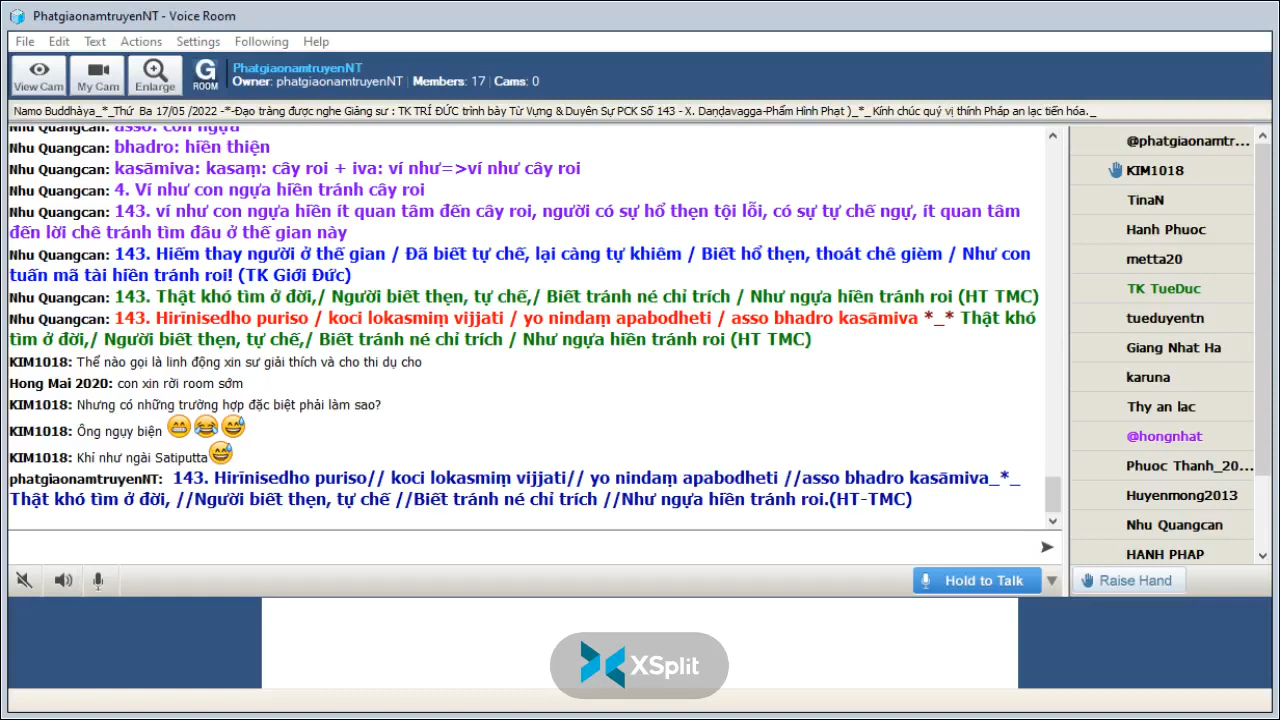 PhatgiaonamtruyenNT - Voice Room
File Edit Text Actions Settings Following Help
View Cam My Cam Enlarge G ROOM
PhatgiaonamtruyenNT
Owner: phatgiaonamtruyenNT | Members: 17 | Cams: 0
Namo Buddhàya_*_Thứ Ba 17/05 /2022 -*-Đạo tràng được nghe Giảng sư : TK TRÍ ĐỨC trình bày Từ Vựng & Duyên Sự PCK Số 143 - X. Daṇḍavagga-Phẩm Hình Phạt )_*_ Kính chúc quý vị thính Pháp an lạc tiến hóa._
Nhu Quangcan: asso: con ngựa
Nhu Quangcan: bhadro: hiền thiện
Nhu Quangcan: kasāmiva: kasaṃ: cây roi + iva: ví như=>ví như cây roi
Nhu Quangcan: 4. Ví như con ngựa hiền tránh cây roi
Nhu Quangcan: 143. ví như con ngựa hiền ít quan tâm đến cây roi, người có sự hổ thẹn tội lỗi, có sự tự chế ngự, ít quan tâm
đến lời chê tránh tìm đâu ở thế gian này
Nhu Quangcan: 143. Hiếm thay người ở thế gian / Đã biết tự chế, lại càng tự khiêm / Biết hổ thẹn, thoát chê gièm / Như con
tuấn mã tài hiền tránh roi! (TK Giới Đức)
Nhu Quangcan: 143. Thật khó tìm ở đời,/ Người biết thẹn, tự chế,/ Biết tránh né chỉ trích / Như ngựa hiền tránh roi (HT TMC)
Nhu Quangcan: 143. Hirīnisedho puriso / koci lokasmiṃ vijjati / yo nindaṃ apabodheti / asso bhadro kasāmiva *_* Thật khó
tìm ở đời,/ Người biết thẹn, tự chế,/ Biết tránh né chỉ trích / Như ngựa hiền tránh roi (HT TMC)
KIM1018: Thể nào gọi là linh động xin sư giải thích và cho thi dụ cho
Hong Mai 2020: con xin rời room sớm
KIM1018: Nhưng có những trường hợp đặc biệt phải làm sao?
KIM1018: Ông ngụy biện
KIM1018: Khỉ như ngài Satiputta
phatgiaonamtruyenNT: 143. Hirīnisedho puriso// koci lokasmiṃ vijjati// yo nindaṃ apabodheti //asso bhadro kasāmiva_*_
Thật khó tìm ở đời, //Người biết thẹn, tự chế //Biết tránh né chỉ trích //Như ngựa hiền tránh roi.(HT-TMC)
@phatgiaonamtr...
KIM1018
TinaN
Hanh Phuoc
metta20
TK TueDuc
tueduyentn
Giang Nhat Ha
karuna
Thy an lac
@hongnhat
Phuoc Thanh_20...
Huyenmong2013
Nhu Quangcan
HANH PHAP
Hold to Talk
Raise Hand
XSplit